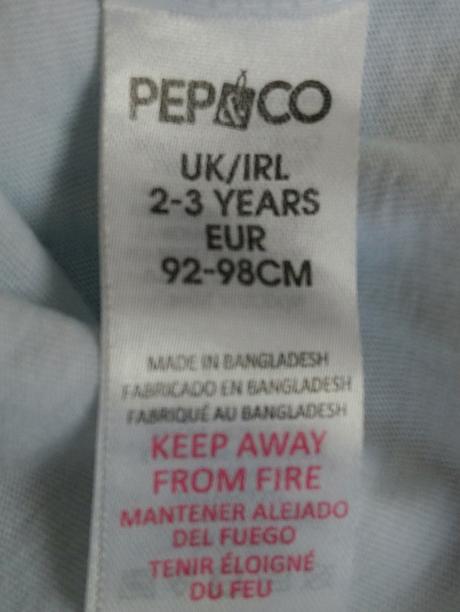 PEP&CO
UK/IRL
2-3 YEARS
EUR
92-98CM
MADE IN BANGLADESH
FABRICADO EN BANGLADESH
FABRIQUÉ AU BANGLADESH
KEEP AWAY
FROM FIRE
MANTENER ALEJADO
DEL FUEGO
TENIR ÉLOIGNÉ
DU FEU